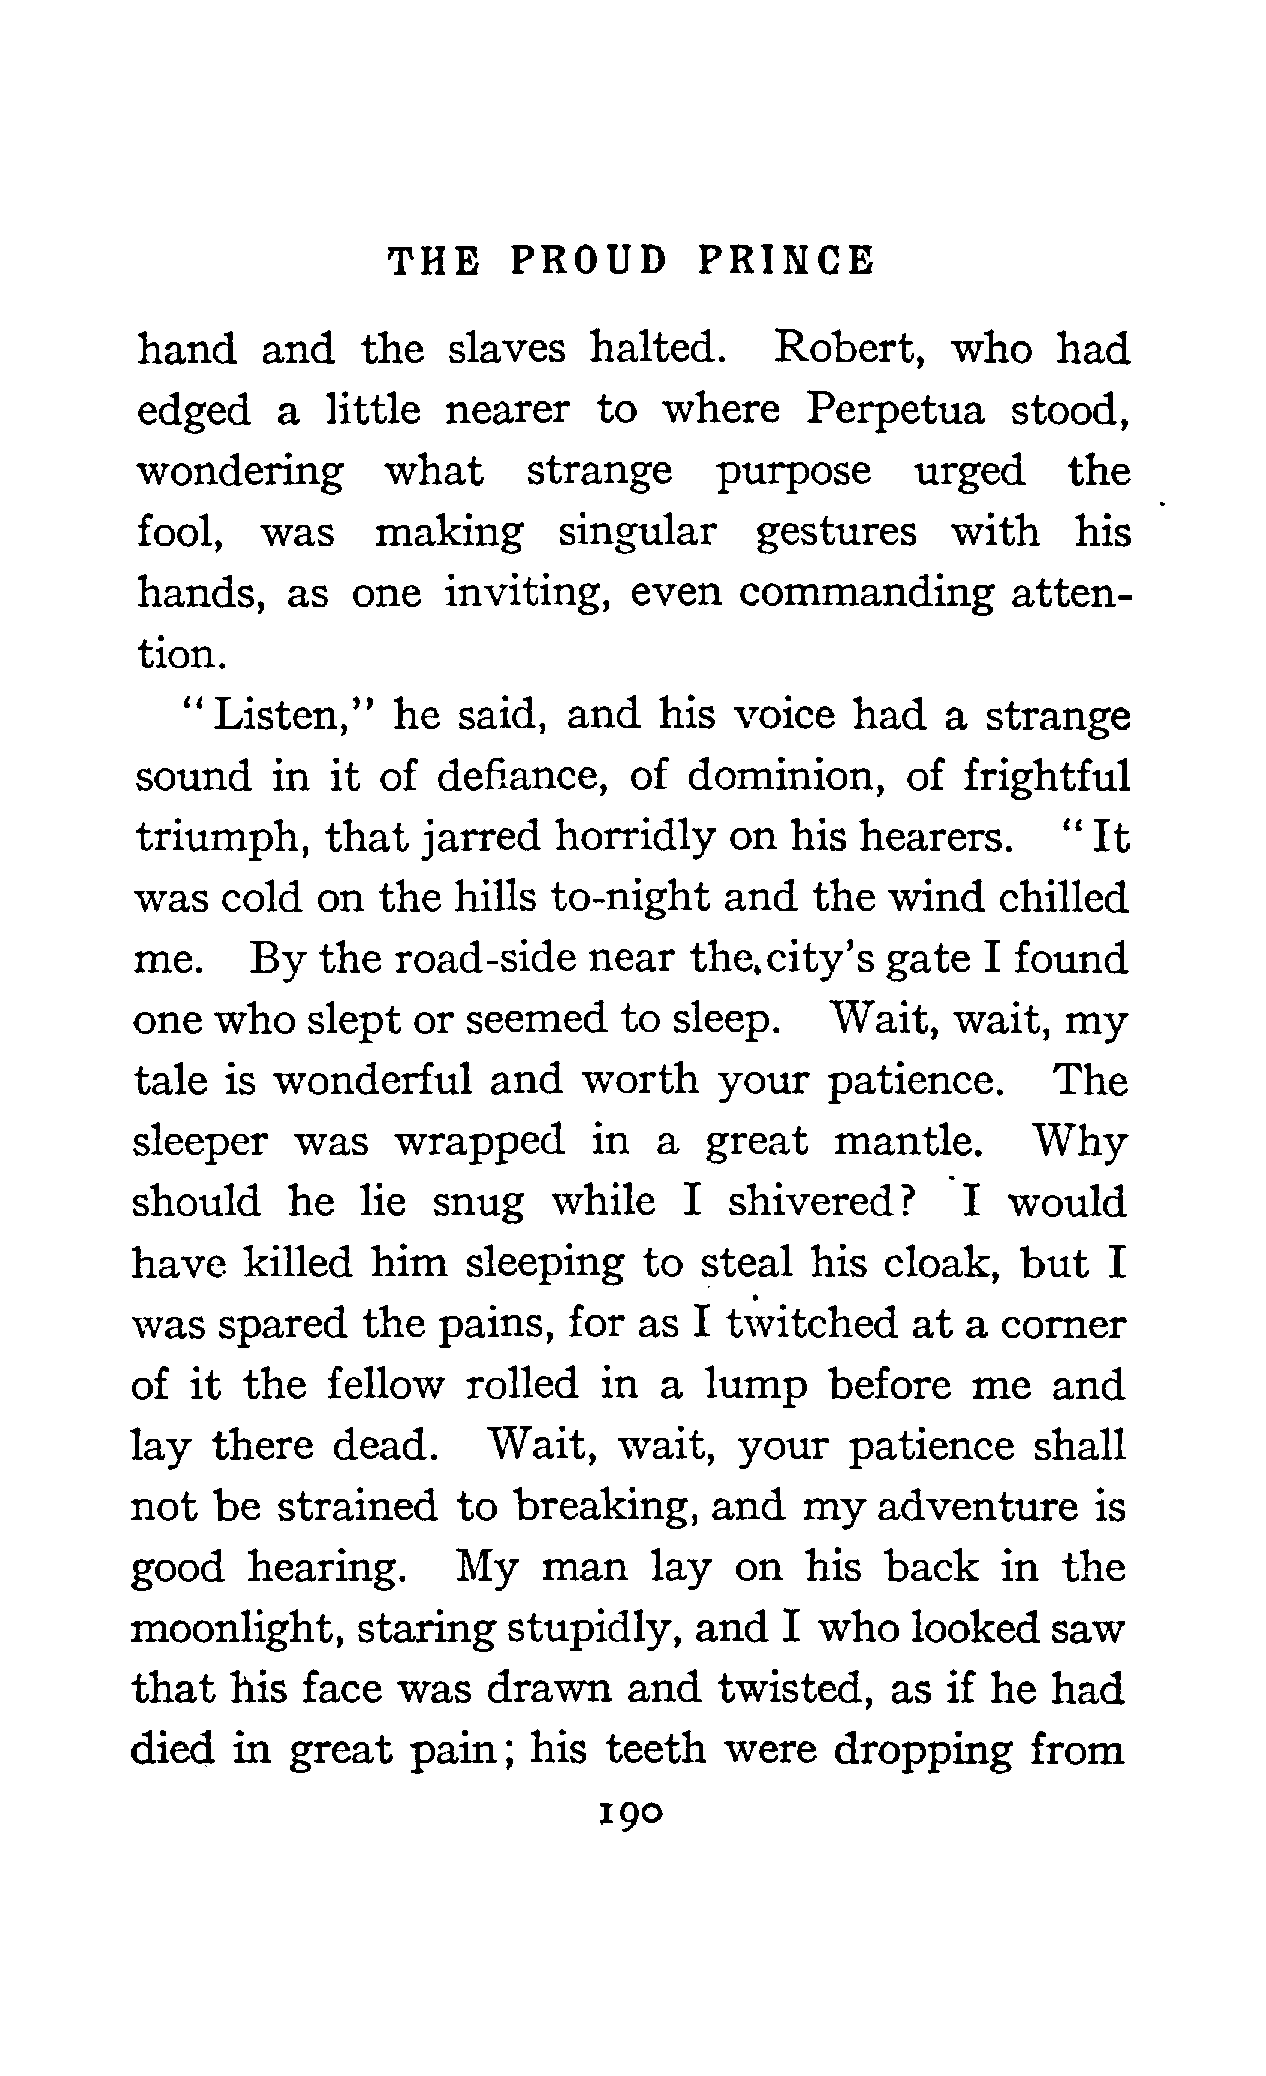 THE PROUD PRINCE
hand and the slaves halted. Robert, who had
edged a little nearer to where Perpetua stood,
wondering what strange purpose urged the
fool, was making singular gestures with his
hands, as one inviting, even commanding atten-
tion.
"Listen," he said, and his voice had a strange
sound in it of defiance, of dominion, of frightful
triumph, that jarred horridly on his hearers. "It
was cold on the hills to-night and the wind chilled
me. By the road-side near the city's gate I found
one who slept or seemed to sleep. Wait, wait, my
tale is wonderful and worth your patience. The
sleeper was wrapped in a great mantle. Why
should he lie snug while I shivered? I would
have killed him sleeping to steal his cloak, but I
was spared the pains, for as I twitched at a corner
of it the fellow rolled in a lump before me and
lay there dead. Wait, wait, your patience shall
not be strained to breaking, and my adventure is
good hearing. My man lay on his back in the
moonlight, staring stupidly, and I who looked saw
that his face was drawn and twisted, as if he had
died in great pain; his teeth were dropping from
190